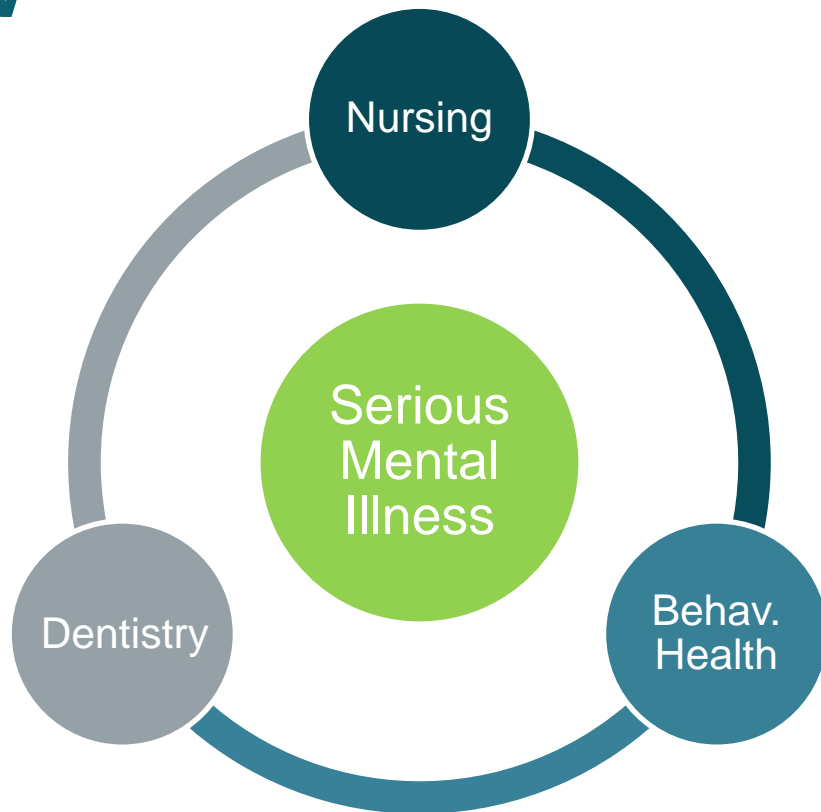 Nursing
Serious
Mental
Illness
Dentistry
Behav.
Health